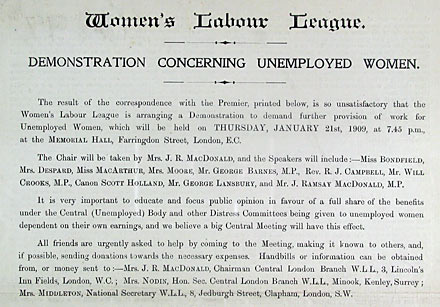 Women's Labour League.
DEMONSTRATION CONCERNING UNEMPLOYED WOMEN.
The result of the correspondence with the Premier, printed below, is so unsatisfactory that the
Women's Labour League is arranging a Demonstration to demand further provision of work for
Unemployed Women, which will be held on THURSDAY, JANUARY 21st, 1909, at 7.45 p.m.,
at the MEMORIAL HALL, Farringdon Street, London, E.C.
The Chair will be taken by Mrs. J. R. MACDONALD, and the Speakers will include:—Miss BONDFIELD,
Mrs. DESPARD, Miss MACARTHUR, Mrs. MOORE, Mr. GEORGE BARNES, M.P., Rev. R. J. CAMPBELL, Mr. WILL
CROOKS, M.P., Canon SCOTT HOLLAND, Mr. GEORGE LANSBURY, and Mr. J. RAMSAY MACDONALD, M.P.
It is very important to educate and focus public opinion in favour of a full share of the benefits
under the Central (Unemployed) Body and other Distress Committees being given to unemployed women
dependent on their own earnings, and we believe a big Central Meeting will have this effect.
All friends are urgently asked to help by coming to the Meeting, making it known to others, and,
if possible, sending donations towards the necessary expenses. Handbills or information can be obtained
from, or money sent to:—Mrs. J. R. MACDONALD, Chairman Central London Branch W.L.L., 3, Lincoln's
Inn Fields, London, W.C.; Mrs. NODIN, Hon. Sec. Central London Branch W.L.L., Minook, Kenley, Surrey;
Mrs. MIDDLETON, National Secretary W.L.L., 8, Jedburgh Street, Clapham, London, S.W.